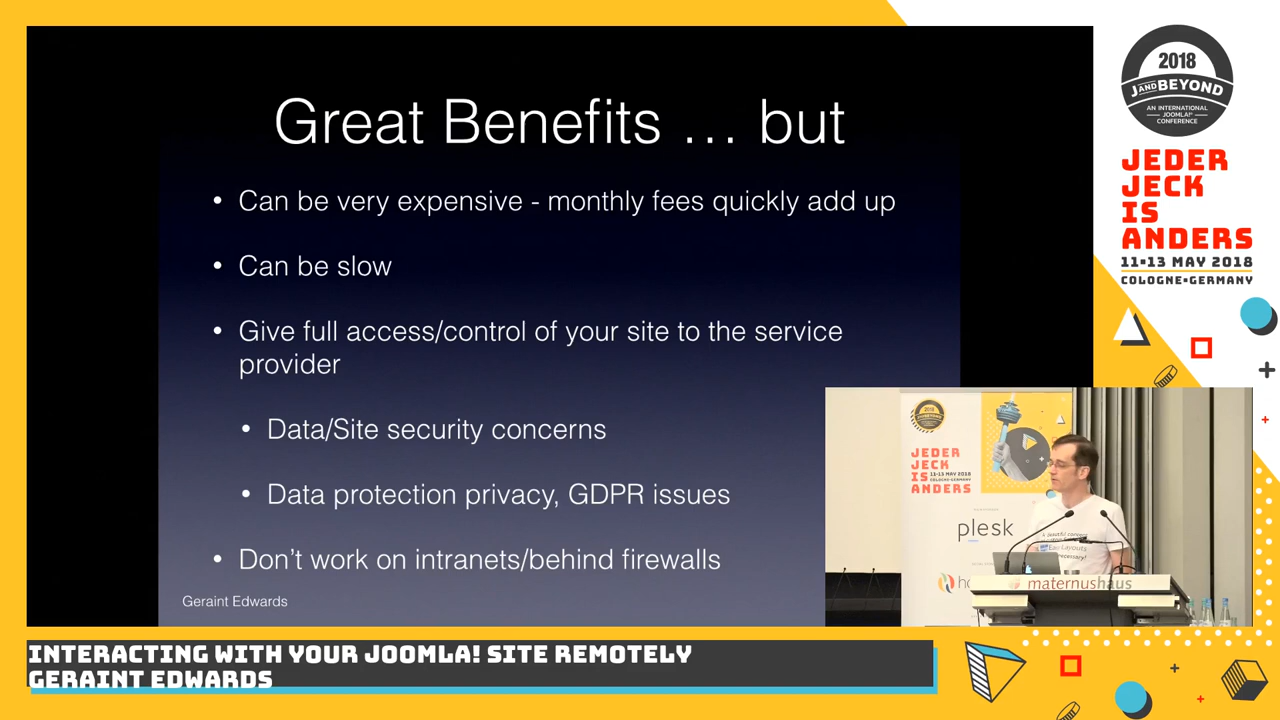 Great Benefits … but
• Can be very expensive - monthly fees quickly add up
• Can be slow
• Give full access/control of your site to the service
provider
• Data/Site security concerns
• Data protection privacy, GDPR issues
• Don't work on intranets/behind firewalls
Geraint Edwards
2018
J AND BEYOND
AN INTERNATIONAL
JOOMLA!
CONFERENCE
JEDER
JECK
IS
ANDERS
11-13 MAY 2018
COLOGNE•GERMANY
2018
JEDER
JECK
IS
ANDERS
11-13 MAY 2018
COLOGNE•GERMANY
plesk
Easy Layouts
necessary!
maternushaus
INTERACTING WITH YOUR JOOMLA! SITE REMOTELY
GERAINT EDWARDS